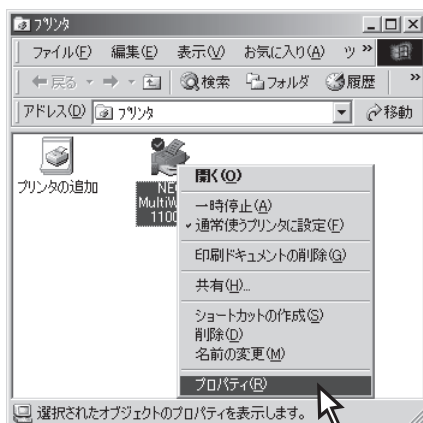 プリンタ
ファイル(F) 編集(E) 表示(V) お気に入り(A) ツ »
戻る 検索 フォルダ 履歴 »
アドレス(D) プリンタ 移動
プリンタの追加
NE
MultiW
1100
開く(O)
一時停止(A)
通常使うプリンタに設定(F)
印刷ドキュメントの削除(G)
共有(H)...
ショートカットの作成(S)
削除(D)
名前の変更(M)
プロパティ(R)
選択されたオブジェクトのプロパティを表示します。